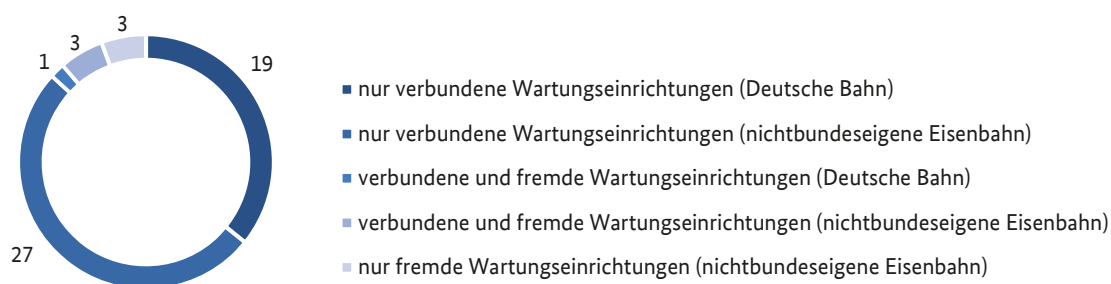 3
3
1
19
27
nur verbundene Wartungseinrichtungen (Deutsche Bahn)
nur verbundene Wartungseinrichtungen (nichtbundeseigene Eisenbahn)
verbundene und fremde Wartungseinrichtungen (Deutsche Bahn)
verbundene und fremde Wartungseinrichtungen (nichtbundeseigene Eisenbahn)
nur fremde Wartungseinrichtungen (nichtbundeseigene Eisenbahn)